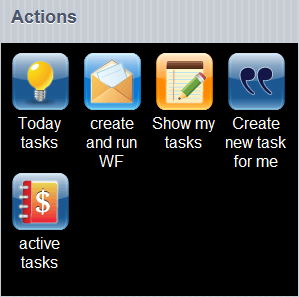 Actions
Today tasks
create and run WF
Show my tasks
Create new task for me
$
active tasks